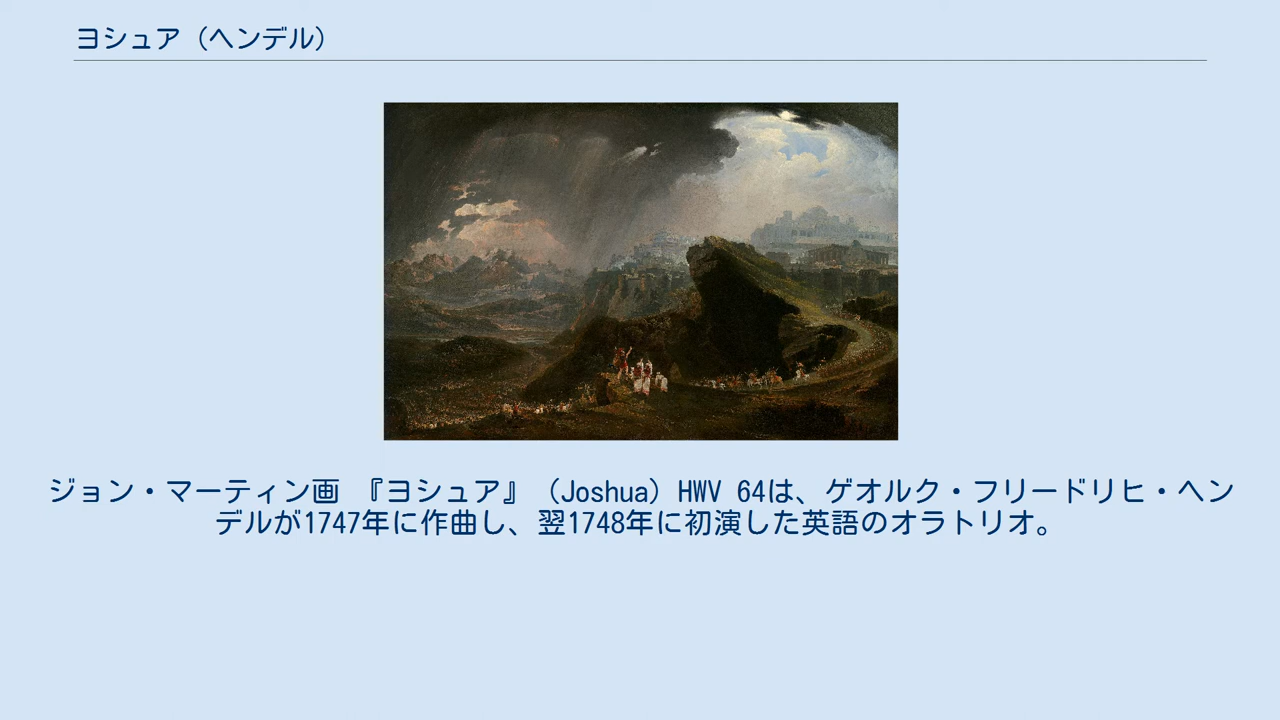 ヨシュア（ヘンデル）
ジョン・マーティン画 『ヨシュア』（Joshua）HWV 64は、ゲオルク・フリードリヒ・ヘン
デルが1747年に作曲し、翌1748年に初演した英語のオラトリオ。